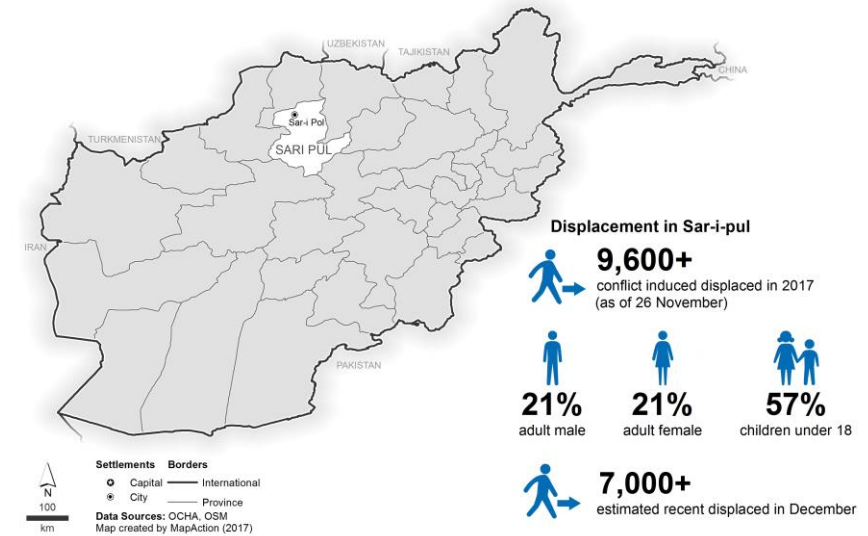 UZBEKISTAN
TAJIKISTAN
CHINA
TURKMENISTAN
Sar-i Pol
SARI PUL
IRAN
PAKISTAN
Displacement in Sar-i-pul
9,600+
conflict induced displaced in 2017
(as of 26 November)
21%
adult male
21%
adult female
57%
children under 18
7,000+
estimated recent displaced in December
N
100
km
Settlements Borders
Capital International
City Province
Data Sources: OCHA, OSM
Map created by MapAction (2017)